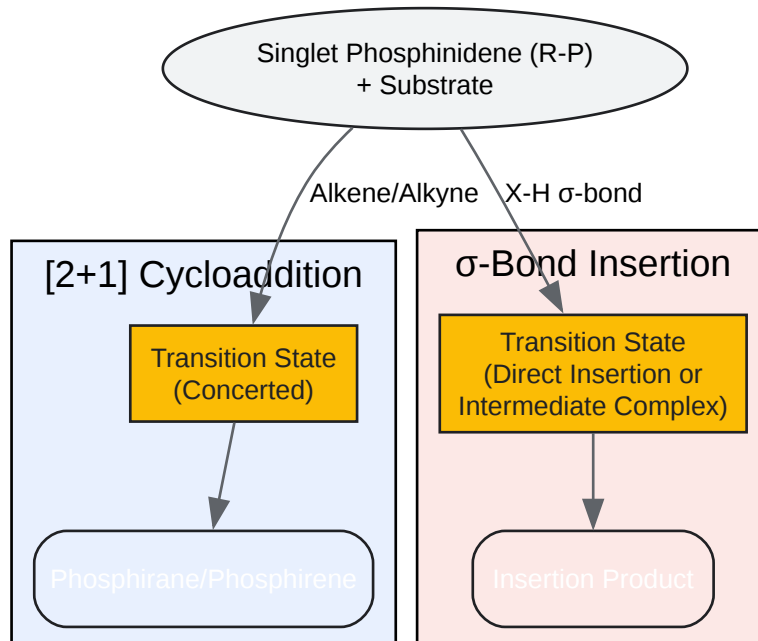 Singlet Phosphinidene (R-P)
+ Substrate
Alkene/Alkyne
X-H σ-bond
[2+1] Cycloaddition
σ-Bond Insertion
Transition State
(Concerted)
Transition State
(Direct Insertion or
Intermediate Complex)
Phosphirane/Phosphirene
Insertion Product